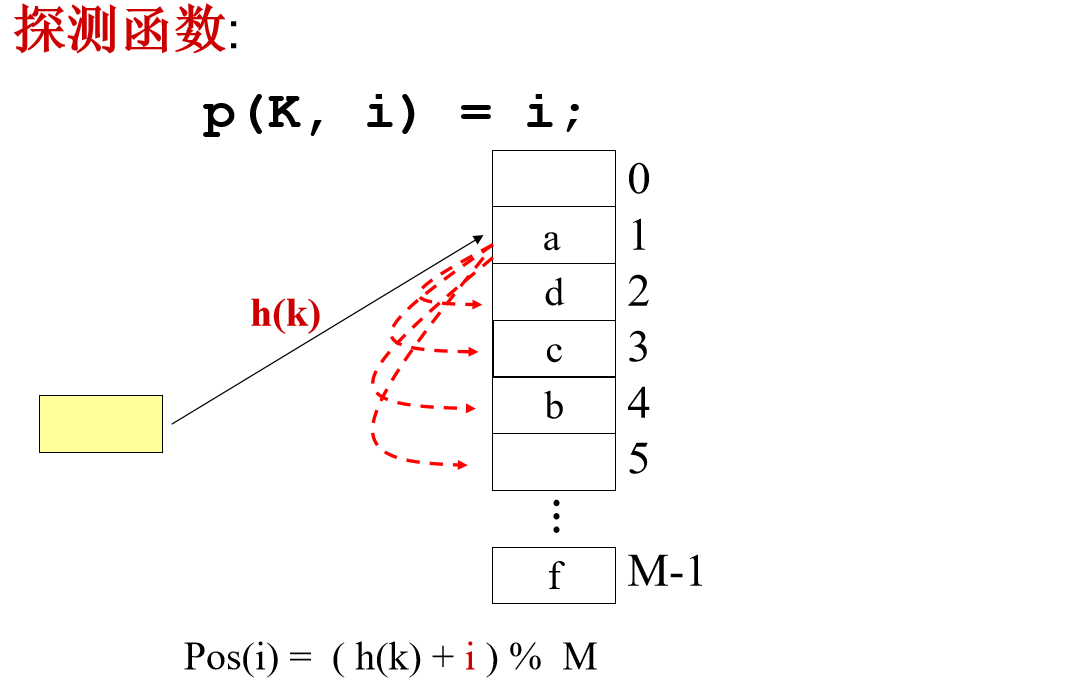 探测函数:
p(K, i) = i;
0
a 1
d 2
h(k)
c 3
b 4
5
⋮
f M-1
Pos(i) = ( h(k) + i ) % M